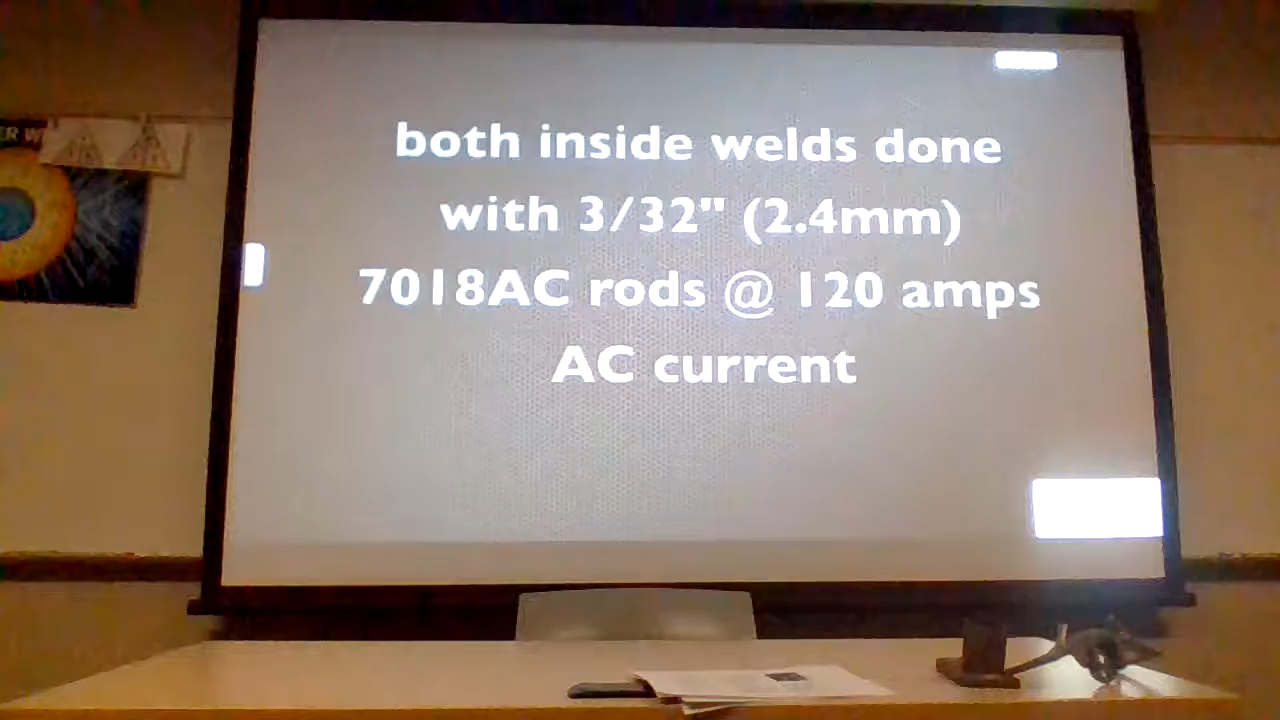 both inside welds done
with 3/32" (2.4mm)
7018AC rods @ 120 amps
AC current